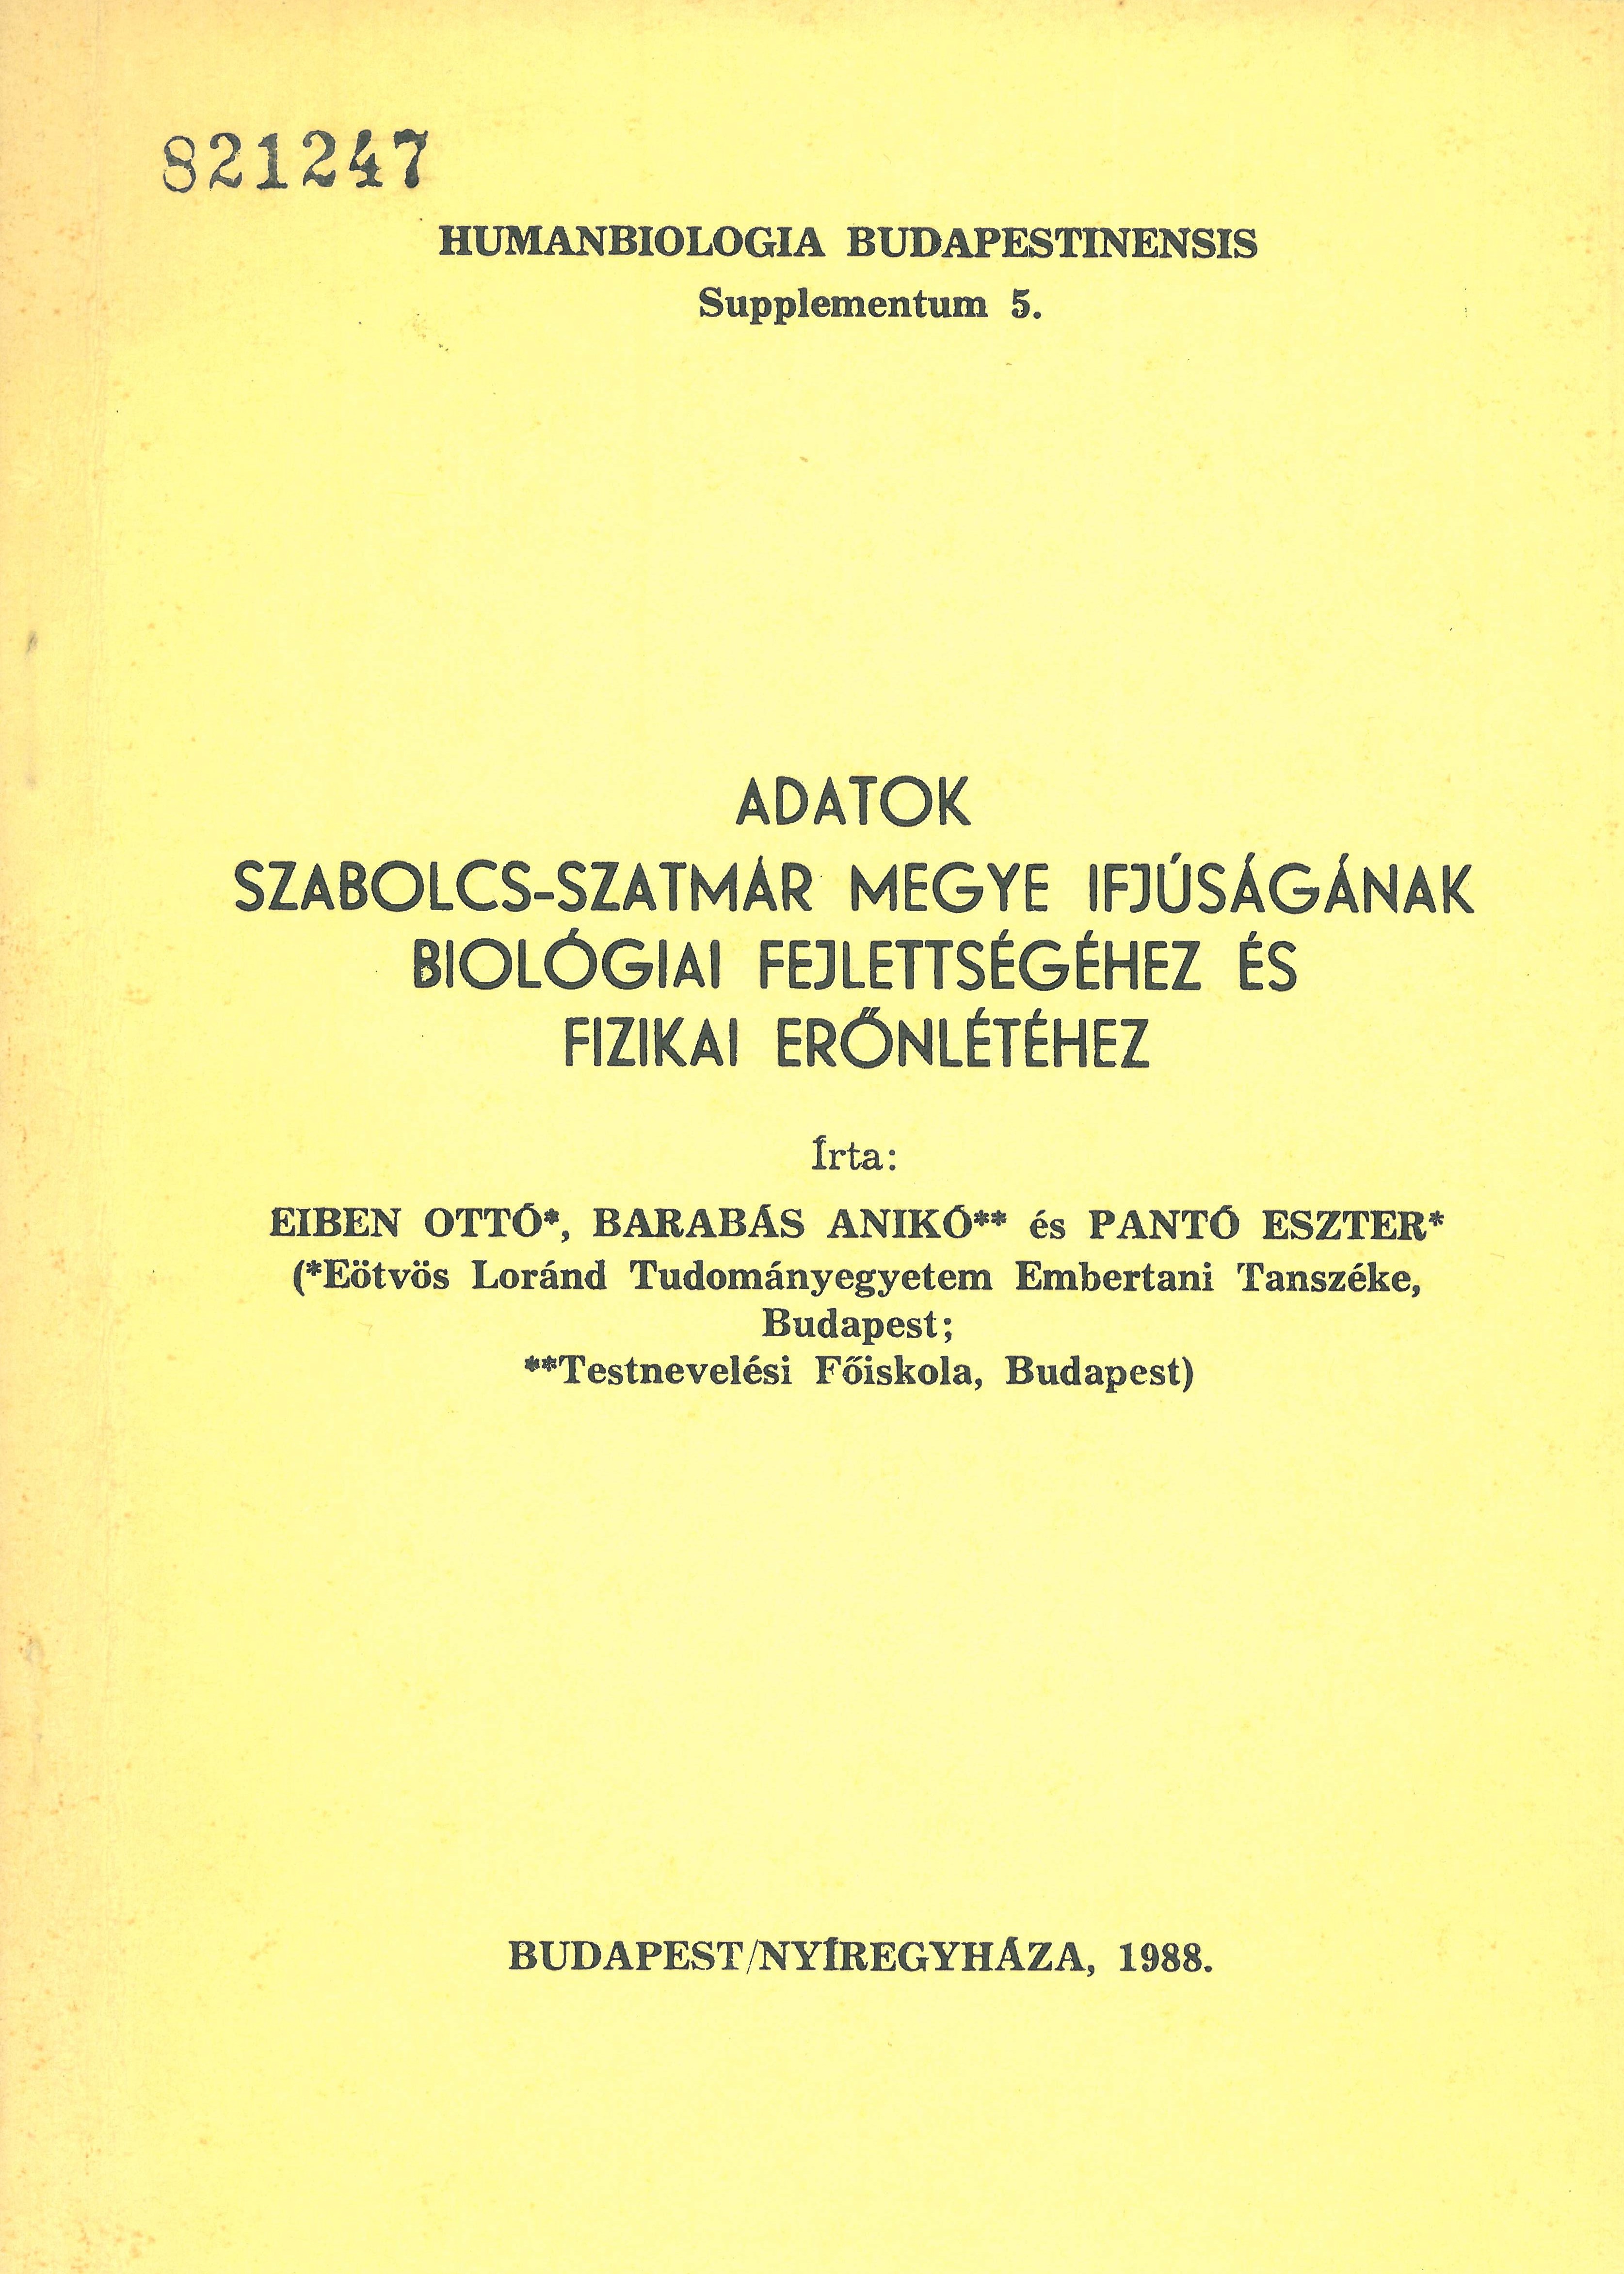 821247
HUMANBIOLOGIA BUDAPESTINENSIS
Supplementum 5.
ADATOK
SZABOLCS-SZATMÁR MEGYE IFJÚSÁGÁNAK
BIOLÓGIAI FEJLETTSÉGÉHEZ ÉS
FIZIKAI ERŐNLÉTÉHEZ
Írta:
EIBEN OTTÓ*, BARABÁS ANIKÓ** és PANTÓ ESZTER*
(*Eötvös Loránd Tudományegyetem Embertani Tanszéke,
Budapest;
**Testnevelési Főiskola, Budapest)
BUDAPEST/NYÍREGYHÁZA, 1988.